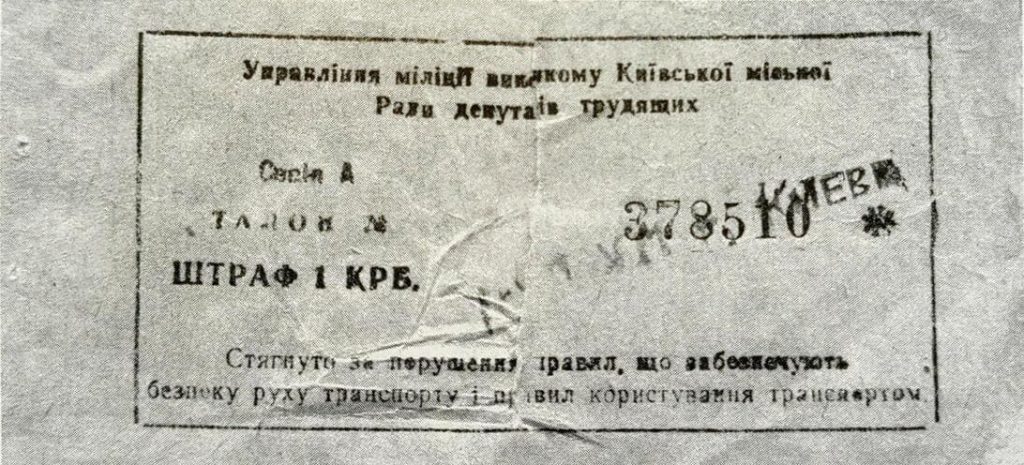 Управління міліції виконкому Київської міської
Ради депутатів трудящих
Серія А
ТАЛОН №
378510 *
КИЕВ
ШТРАФ 1 КРБ.
Стягнуто за порушення правил, що забезпечують
безпеку руху транспорту і правил користування транспортом.